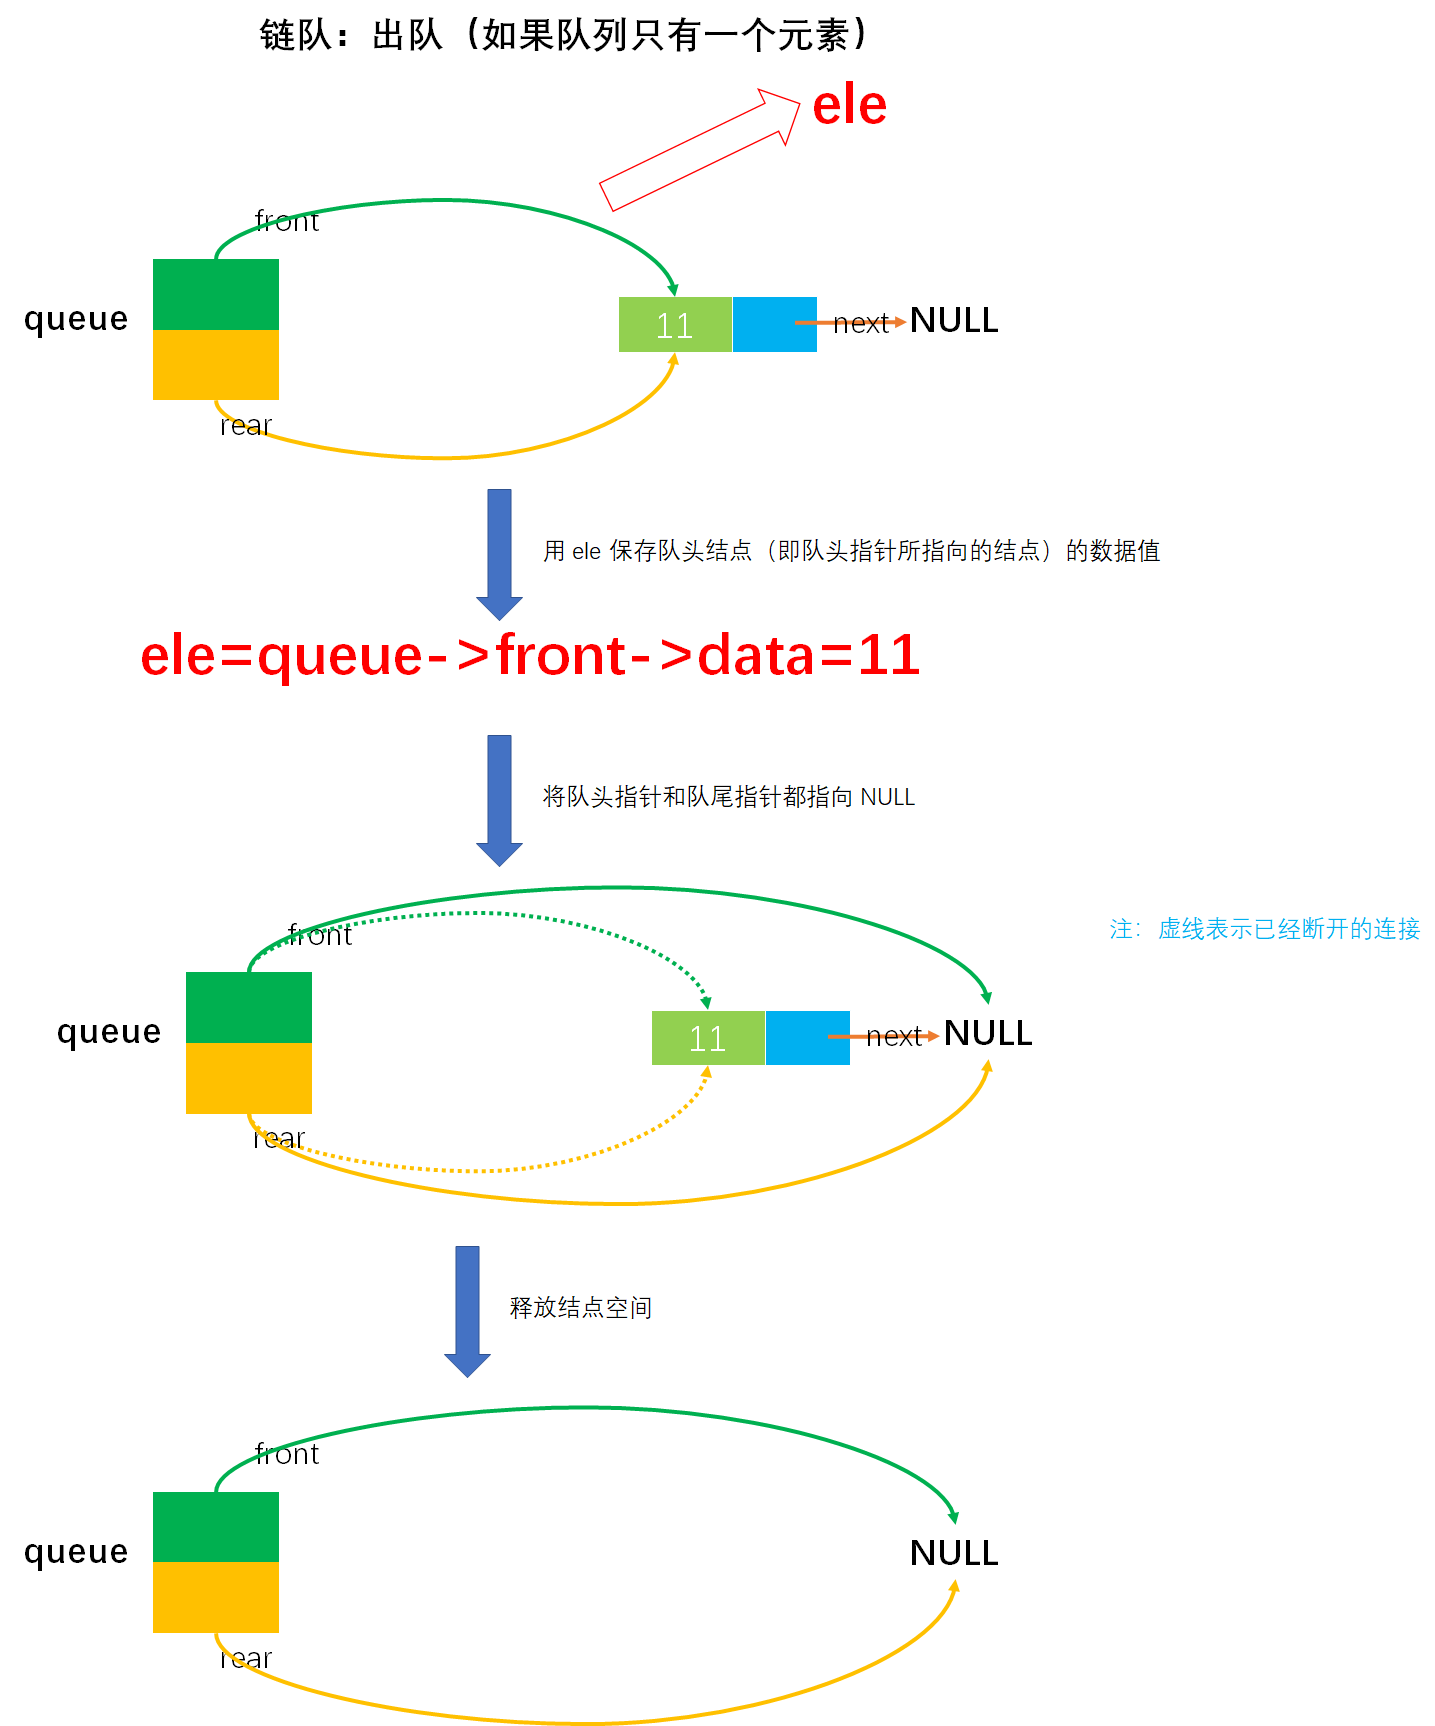 链队：出队（如果队列只有一个元素）
ele
front
queue
11
next
NULL
rear
用 ele 保存队头结点（即队头指针所指向的结点）的数据值
ele=queue->front->data=11
将队头指针和队尾指针都指向 NULL
front
注：虚线表示已经断开的连接
queue
11
next
NULL
rear
释放结点空间
front
queue
NULL
rear